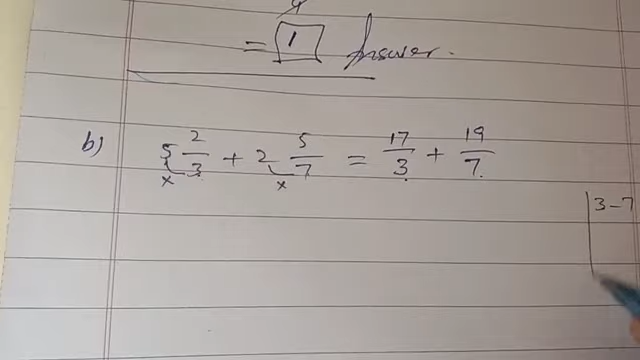 = 1 Answer.
b) 5 2/3 + 2 5/7 = 17/3 + 19/7
x x
3-7